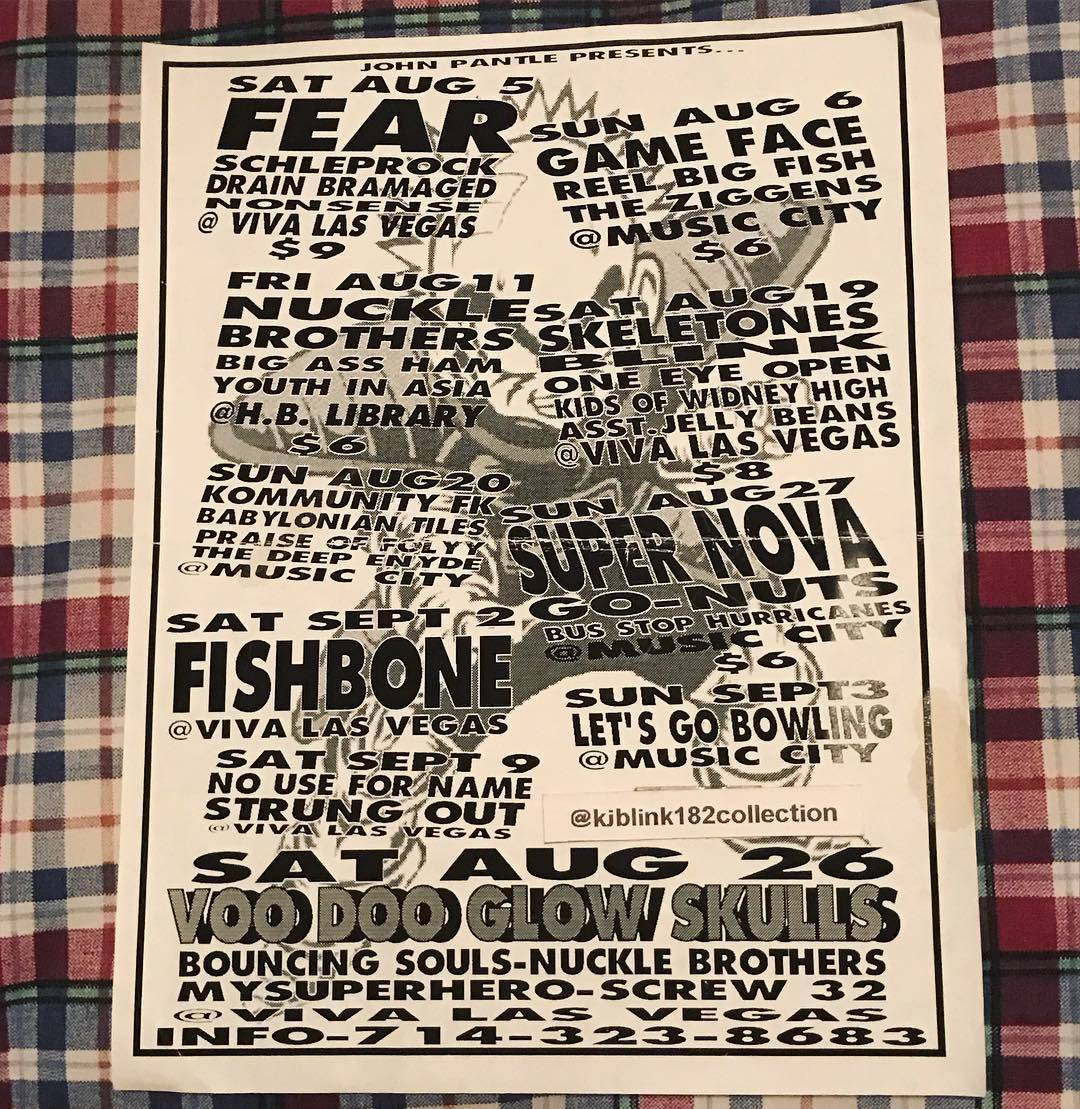 JOHN PANTLE PRESENTS...
SAT AUG 5
FEAR
SCHLEPROCK
DRAIN BRAMAGED
NONSENSE
@ VIVA LAS VEGAS
$9
SUN AUG 6
GAME FACE
REEL BIG FISH
THE ZIGGENS
@MUSIC CITY
$6
FRI AUG 11
NUCKLE
BROTHERS
BIG ASS HAM
YOUTH IN ASIA
@H.B. LIBRARY
$6
SAT AUG 19
SKELETONES
BLINK
ONE EYE OPEN
KIDS OF WIDNEY HIGH
ASST. JELLY BEANS
@VIVA LAS VEGAS
$8
SUN AUG20
KOMMUNITY FK
BABYLONIAN TILES
PRAISE OF FOLYY
THE DEEP ENYDE
@MUSIC CITY
SUN AUG27
SUPER NOVA
GO-NUTS
BUS STOP HURRICANES
@MUSIC CITY
$6
SAT SEPT 2
FISHBONE
@VIVA LAS VEGAS
SUN SEPT3
LET'S GO BOWLING
@MUSIC CITY
SAT SEPT 9
NO USE FOR NAME
STRUNG OUT
@VIVA LAS VEGAS
@kjblink182collection
SAT AUG 26
VOO DOO GLOW SKULLS
BOUNCING SOULS-NUCKLE BROTHERS
MYSUPERHERO-SCREW 32
@VIVA LAS VEGAS
INFO-714-323-8683